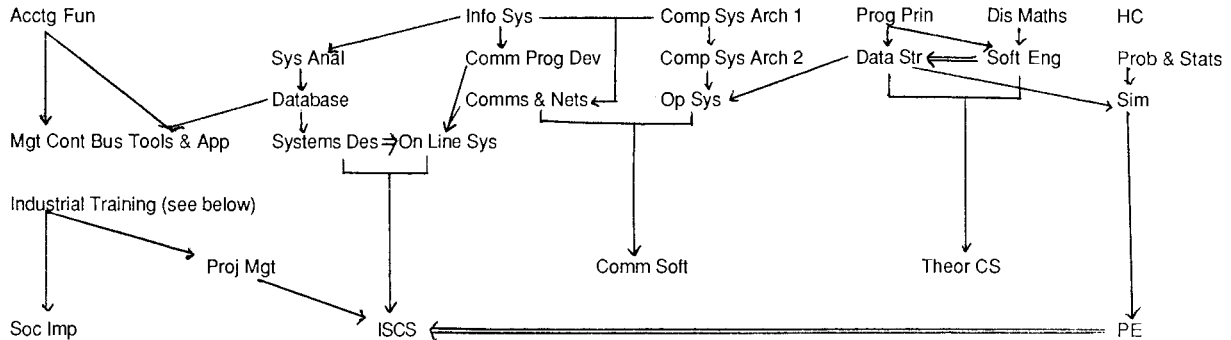 Acctg Fun Info Sys Comp Sys Arch 1 Prog Prin Dis Maths HC
Sys Anal Comm Prog Dev Comp Sys Arch 2 Data Str Soft Eng Prob & Stats
Database Comms & Nets Op Sys Sim
Mgt Cont Bus Tools & App Systems Des On Line Sys
Industrial Training (see below)
Proj Mgt Comm Soft Theor CS
Soc Imp ISCS PE